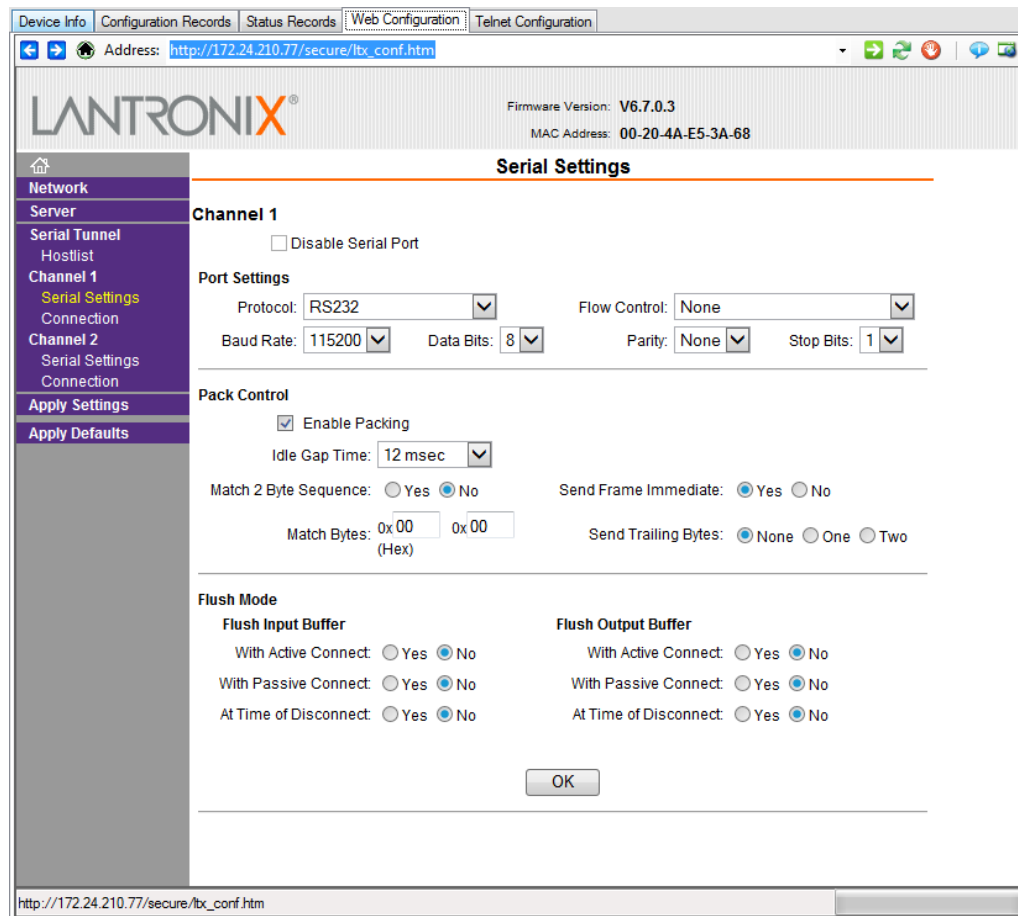 Device Info Configuration Records Status Records Web Configuration Telnet Configuration
Address: http://172.24.210.77/secure/ltx_conf.htm
LANTRONIX®
Firmware Version: V6.7.0.3
MAC Address: 00-20-4A-E5-3A-68
Network
Server
Serial Tunnel
Hostlist
Channel 1
Serial Settings
Connection
Channel 2
Serial Settings
Connection
Apply Settings
Apply Defaults
Serial Settings
Channel 1
Disable Serial Port
Port Settings
Protocol: RS232 Flow Control: None
Baud Rate: 115200 Data Bits: 8 Parity: None Stop Bits: 1
Pack Control
Enable Packing
Idle Gap Time: 12 msec
Match 2 Byte Sequence: Yes No Send Frame Immediate: Yes No
Match Bytes: 0x 00 0x 00 Send Trailing Bytes: None One Two
(Hex)
Flush Mode
Flush Input Buffer Flush Output Buffer
With Active Connect: Yes No With Active Connect: Yes No
With Passive Connect: Yes No With Passive Connect: Yes No
At Time of Disconnect: Yes No At Time of Disconnect: Yes No
OK
http://172.24.210.77/secure/ltx_conf.htm